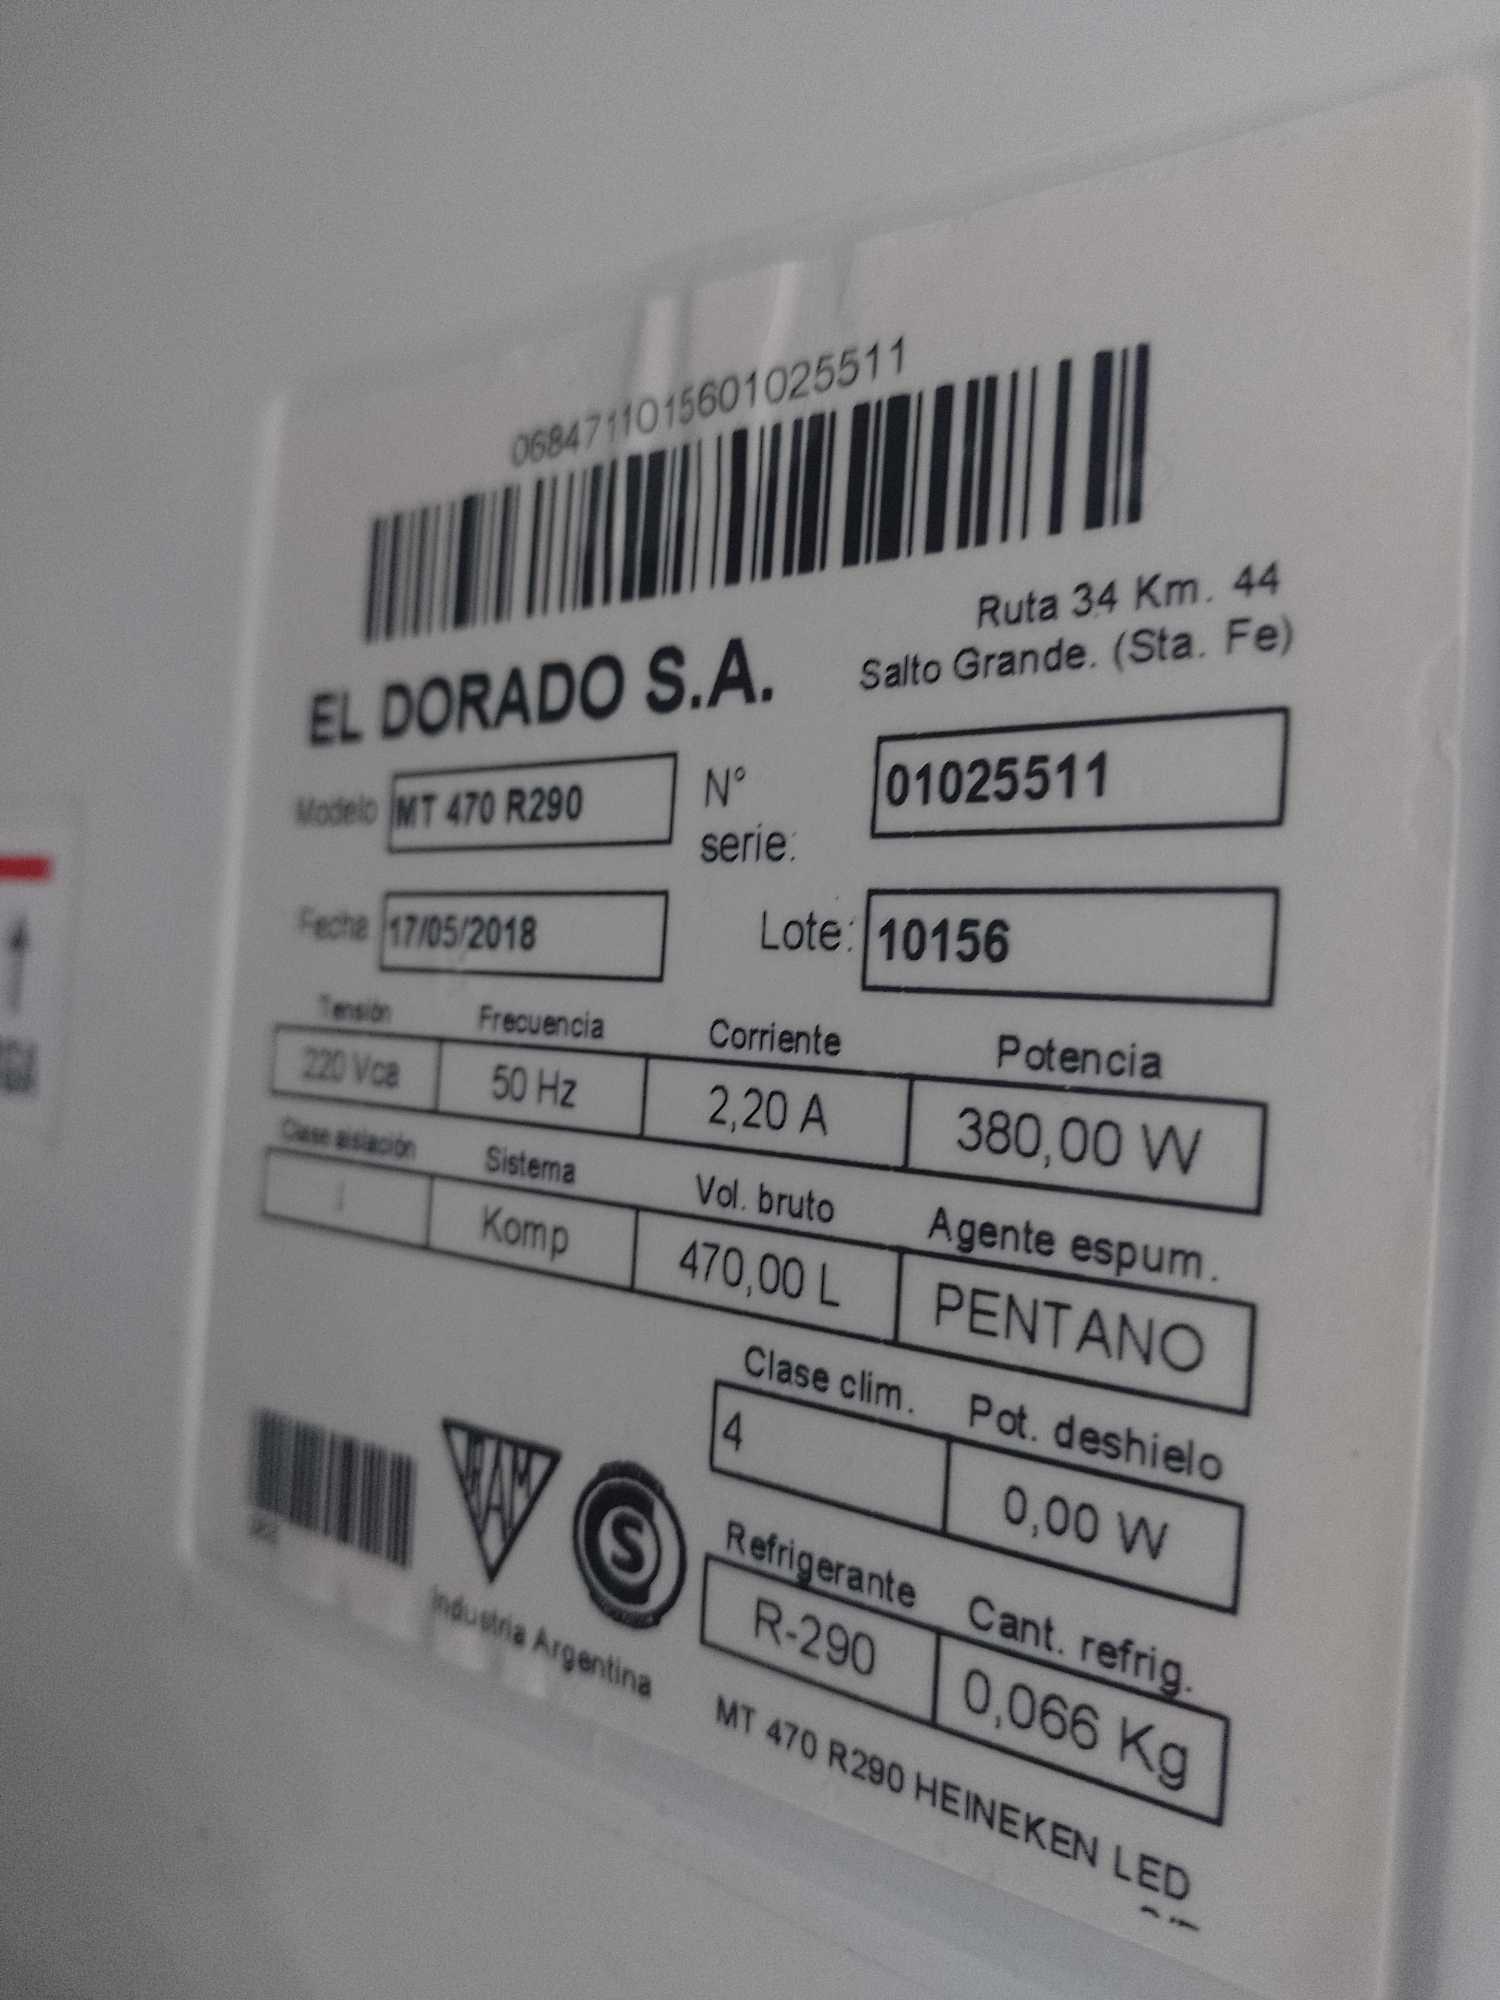 0684711015601025511
Ruta 34 Km. 44
Salto Grande. (Sta. Fe)
EL DORADO S.A.
Modelo MT 470 R290 N° serie: 01025511
Fecha 17/05/2018 Lote: 10156
Tensión Frecuencia Corriente Potencia
220 Vca 50 Hz 2,20 A 380,00 W
Clase aislación Sistema Vol. bruto Agente espum.
I Komp 470,00 L PENTANO
Clase clim. Pot. deshielo
4 0,00 W
Refrigerante Cant. refrig.
R-290 0,066 Kg
IRAM S
Industria Argentina
MT 470 R290 HEINEKEN LED